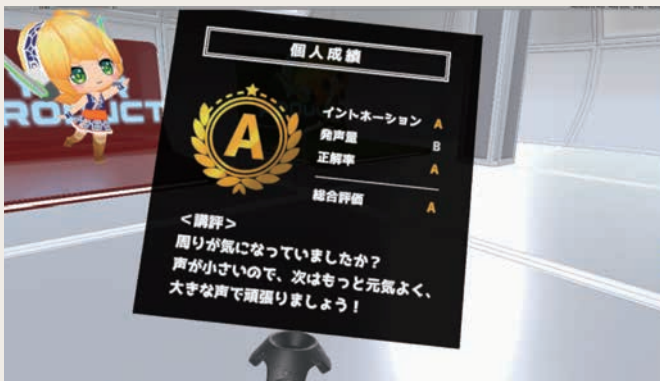 個人成績
A
イントネーション A
発声量 B
正解率 A
総合評価 A
<講評>
周りが気になっていましたか？
声が小さいので、次はもっと元気よく、
大きな声で頑張りましょう！